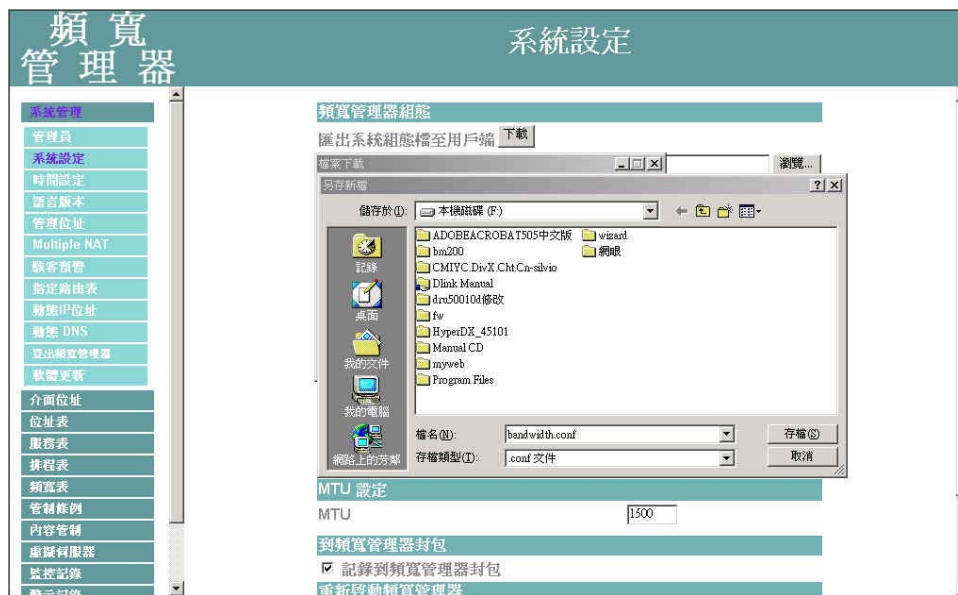 頻寬
管理器
系統設定
系統管理
管理員
系統設定
時間設定
語言版本
管理位址
Multiple NAT
駭客預警
指定路由表
動態IP位址
動態 DNS
登出頻寬管理器
軟體更新
介面位址
位址表
服務表
排程表
頻寬表
管制條例
內容管制
虛擬伺服器
監控記錄
警示記錄
頻寬管理器組態
匯出系統組態檔至用戶端 下載
檔案下載
瀏覽...
另存新檔
儲存於(I): 本機磁碟 (F:)
記錄
桌面
我的文件
我的電腦
網路上的芳鄰
ADOBEACROBAT505中文版
bm200
CMIYC.DivX.Cht.Cn-silvio
Dlink Manual
dru50010d修改
fw
HyperDX_45101
Manual CD
myweb
Program Files
wizard
網眼
檔名(N): bandwidth.conf 存檔(S)
存檔類型(T): .conf 文件 取消
MTU 設定
MTU 1500
到頻寬管理器封包
記錄到頻寬管理器封包
重新啓動頻寬管理器